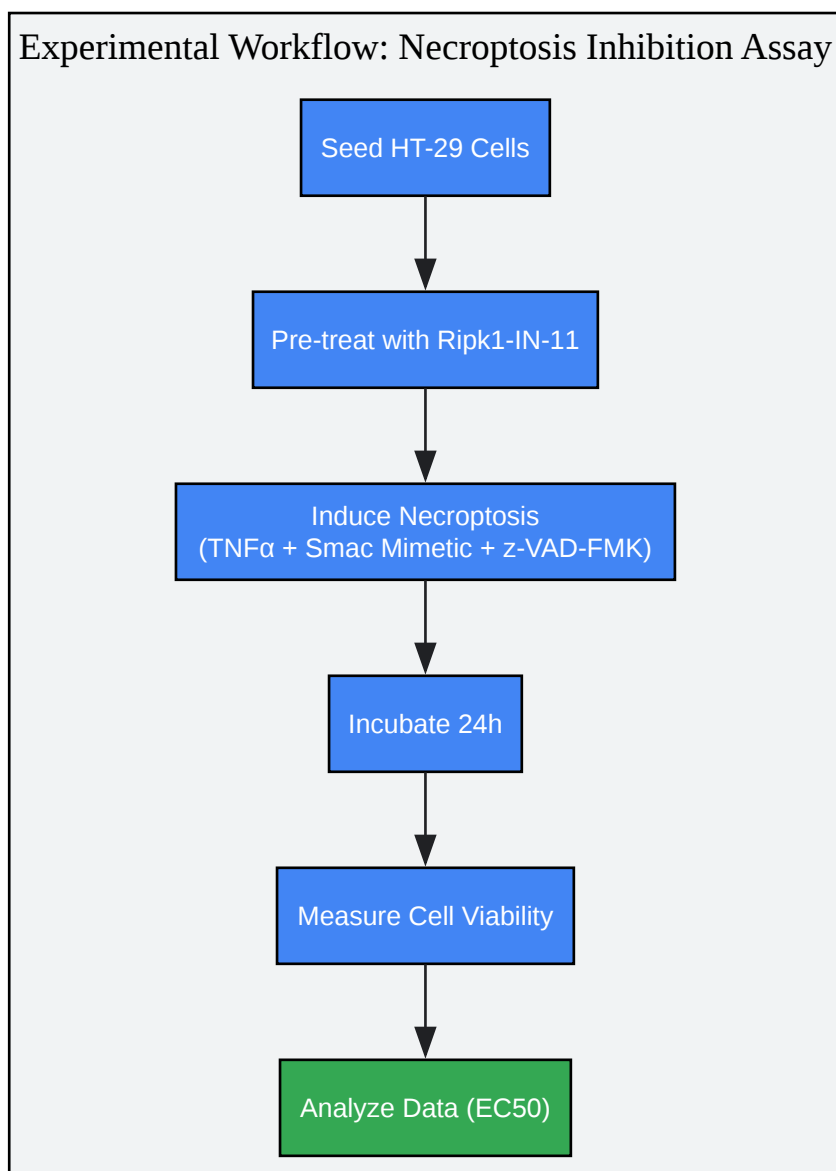 Experimental Workflow: Necroptosis Inhibition Assay
Seed HT-29 Cells
Pre-treat with Ripk1-IN-11
Induce Necroptosis
(TNFα + Smac Mimetic + z-VAD-FMK)
Incubate 24h
Measure Cell Viability
Analyze Data (EC50)